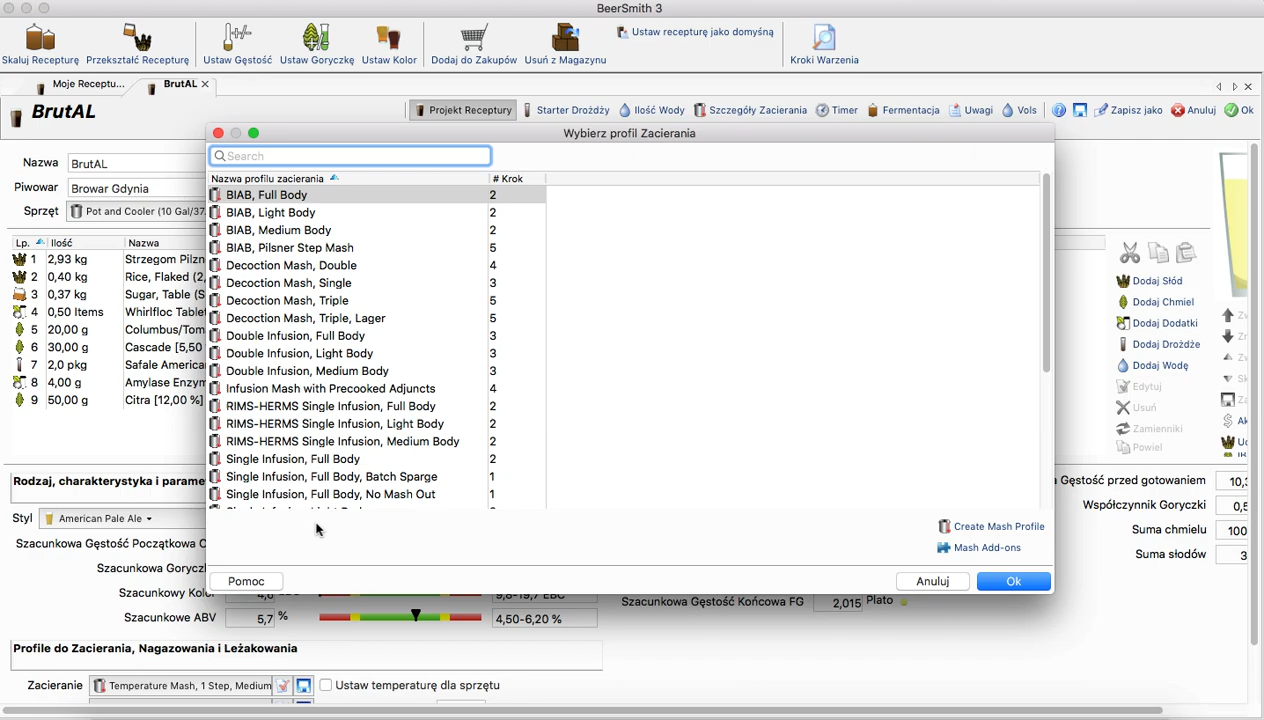 BeerSmith 3
Skaluj Recepturę
Przekształć Recepturę
Ustaw Gęstość
Ustaw Goryczkę
Ustaw Kolor
Dodaj do Zakupów
Usuń z Magazynu
Ustaw recepturę jako domyśną
Kroki Warzenia
Moje Receptu...
BrutAL
BrutAL
Projekt Receptury
Starter Drożdży
Ilość Wody
Szczegóły Zacierania
Timer
Fermentacja
Uwagi
Vols
Zapisz jako
Anuluj
Ok
Nazwa BrutAL
Piwowar Browar Gdynia
Sprzęt Pot and Cooler (10 Gal/37.
Lp. Ilość Nazwa
1 2,93 kg Strzegom Pilzn
2 0,40 kg Rice, Flaked (2,
3 0,37 kg Sugar, Table (S
4 0,50 Items Whirlfloc Tablet
5 20,00 g Columbus/Tom
6 30,00 g Cascade [5,50
7 2,0 pkg Safale American
8 4,00 g Amylase Enzym
9 50,00 g Citra [12,00 %]
Wybierz profil Zacierania
Search
Nazwa profilu zacierania # Krok
BIAB, Full Body 2
BIAB, Light Body 2
BIAB, Medium Body 2
BIAB, Pilsner Step Mash 5
Decoction Mash, Double 4
Decoction Mash, Single 3
Decoction Mash, Triple 5
Decoction Mash, Triple, Lager 5
Double Infusion, Full Body 3
Double Infusion, Light Body 3
Double Infusion, Medium Body 3
Infusion Mash with Precooked Adjuncts 4
RIMS-HERMS Single Infusion, Full Body 2
RIMS-HERMS Single Infusion, Light Body 2
RIMS-HERMS Single Infusion, Medium Body 2
Single Infusion, Full Body 2
Single Infusion, Full Body, Batch Sparge 1
Single Infusion, Full Body, No Mash Out 1
Create Mash Profile
Mash Add-ons
Pomoc
Anuluj
Ok
Dodaj Słód
Dodaj Chmiel
Dodaj Dodatki
Dodaj Drożdże
Dodaj Wodę
Edytuj
Usuń
Zamienniki
Powiel
Rodzaj, charakterystyka i parame
Styl American Pale Ale
Szacunkowa Gęstość Początkowa O
Szacunkowa Goryczk
Szacunkowy Kolor 4,6 EBC 9,8-19,7 EBC
Szacunkowe ABV 5,7 % 4,50-6,20 %
a Gęstość przed gotowaniem 10,
Współczynnik Goryczki 0,5
Suma chmielu 100
Suma słodów 3
Szacunkowa Gęstość Końcowa FG 2,015 Plato
Profile do Zacierania, Nagazowania i Leżakowania
Zacieranie Temperature Mash, 1 Step, Medium
Ustaw temperaturę dla sprzętu